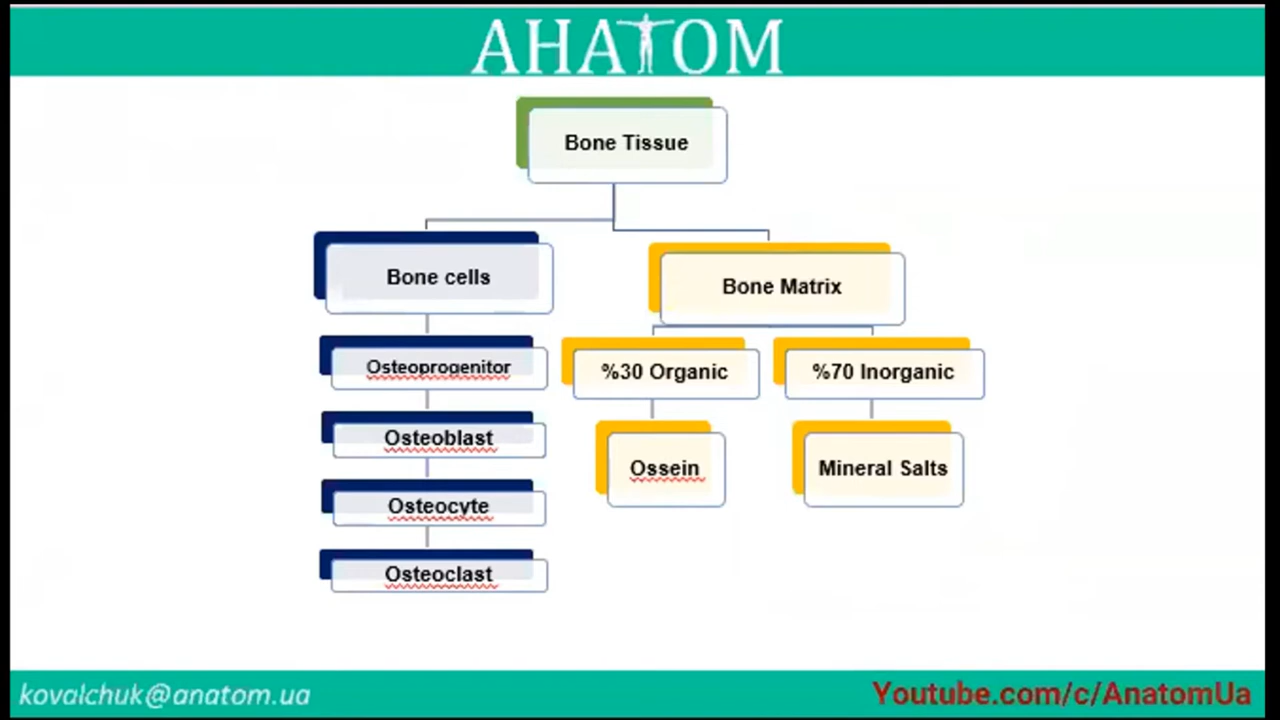 АНАТОМ
Bone Tissue
Bone cells
Bone Matrix
Osteoprogenitor
%30 Organic
%70 Inorganic
Osteoblast
Ossein
Mineral Salts
Osteocyte
Osteoclast
kovalchuk@anatom.ua
Youtube.com/c/AnatomUa